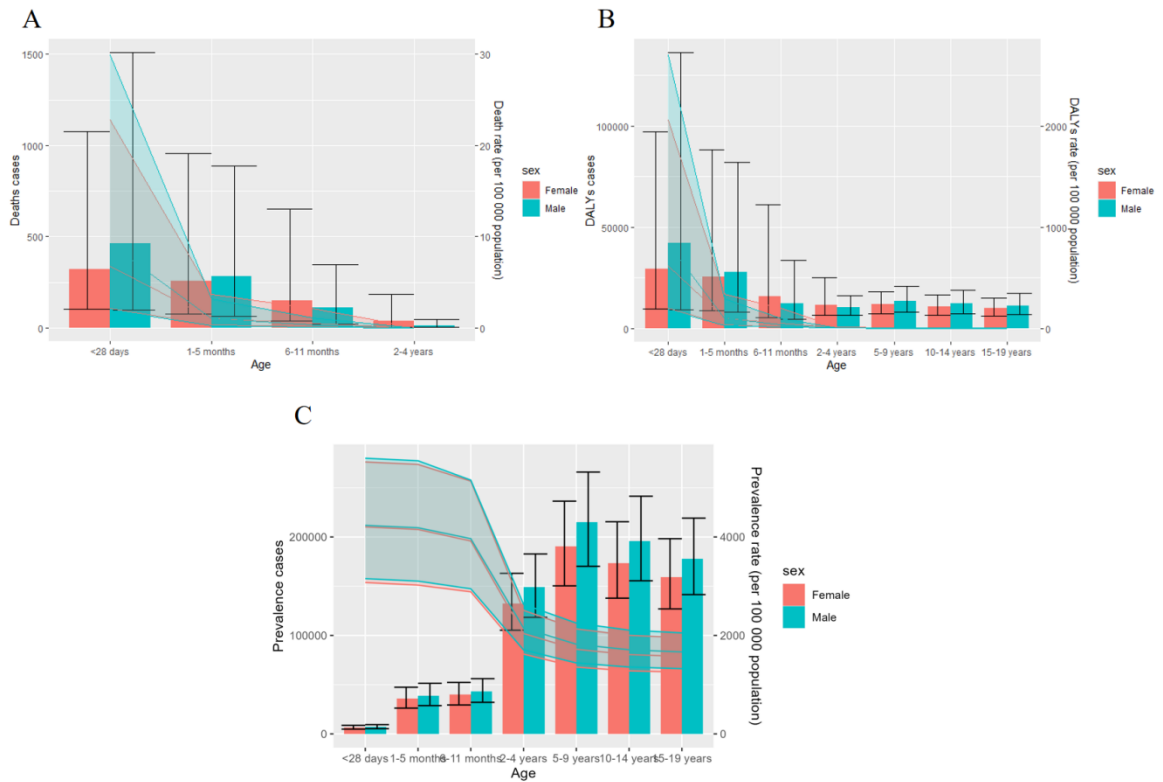 A
1500
1000
500
0
Deaths cases
30
20
10
0
Death rate (per 100 000 population)
<28 days
1-5 months
6-11 months
2-4 years
Age
sex
Female
Male
B
100000
50000
0
DALYs cases
2000
1000
0
DALYs rate (per 100 000 population)
<28 days
1-5 months
6-11 months
2-4 years
5-9 years
10-14 years
15-19 years
Age
sex
Female
Male
C
200000
100000
0
Prevalence cases
4000
2000
0
Prevalence rate (per 100 000 population)
<28 days
1-5 months
6-11 months
2-4 years
5-9 years
10-14 years
15-19 years
Age
sex
Female
Male